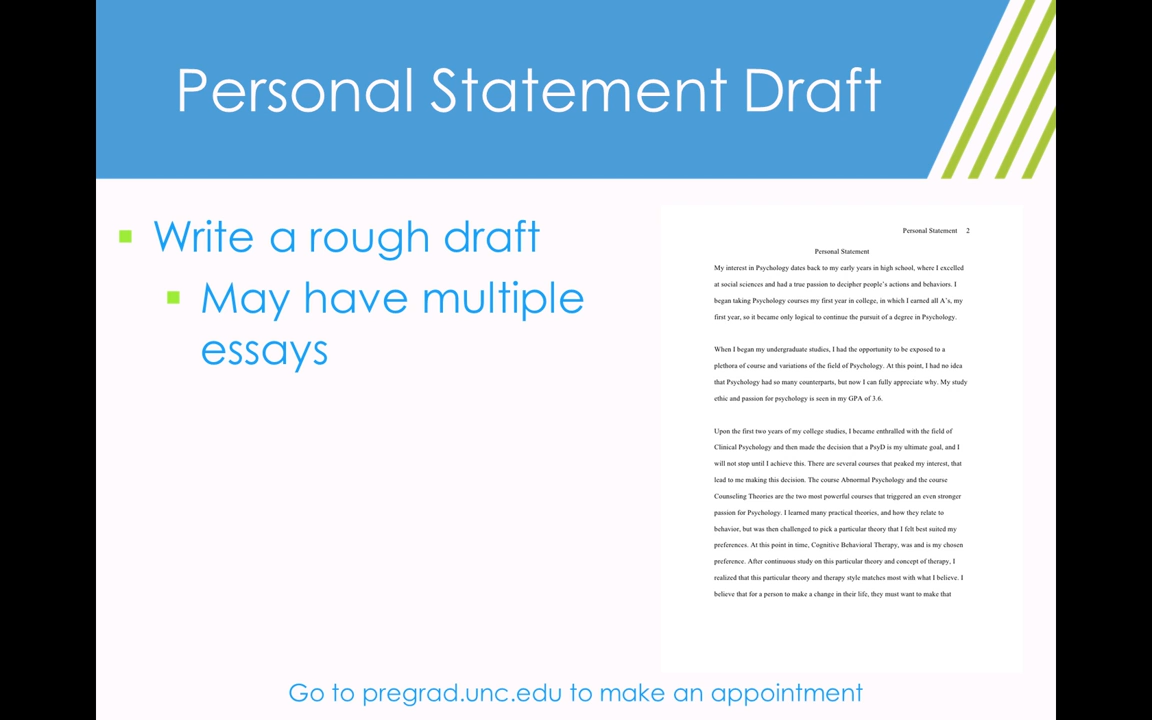 Personal Statement Draft
Write a rough draft
May have multiple
essays
Personal Statement 2
Personal Statement
My interest in Psychology dates back to my early years in high school, where I excelled
at social sciences and had a true passion to decipher people's actions and behaviors. I
began taking Psychology courses my first year in college, in which I earned all A's, my
first year, so it became only logical to continue the pursuit of a degree in Psychology.
When I began my undergraduate studies, I had the opportunity to be exposed to a
plethora of course and variations of the field of Psychology. At this point, I had no idea
that Psychology had so many counterparts, but now I can fully appreciate why. My study
ethic and passion for psychology is seen in my GPA of 3.6.
Upon the first two years of my college studies, I became enthralled with the field of
Clinical Psychology and then made the decision that a PsyD is my ultimate goal, and I
will not stop until I achieve this. There are several courses that peaked my interest, that
lead to me making this decision. The course Abnormal Psychology and the course
Counseling Theories are the two most powerful courses that triggered an even stronger
passion for Psychology. I learned many practical theories, and how they relate to
behavior, but was then challenged to pick a particular theory that I felt best suited my
preferences. At this point in time, Cognitive Behavioral Therapy, was and is my chosen
preference. After continuous study on this particular theory and concept of therapy, I
realized that this particular theory and therapy style matches most with what I believe. I
believe that for a person to make a change in their life, they must want to make that
Go to pregrad.unc.edu to make an appointment